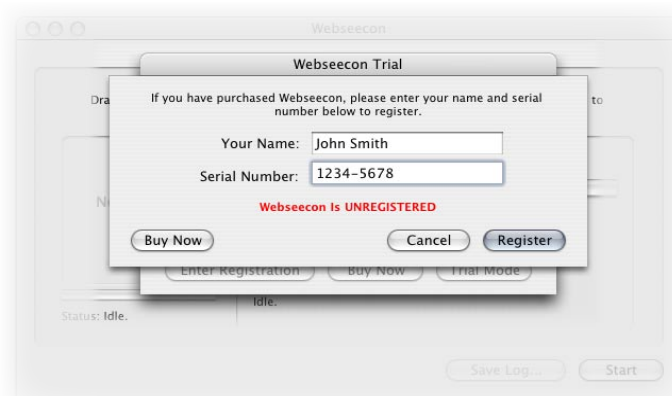 Webseecon
Webseecon Trial
Dra
to
If you have purchased Webseecon, please enter your name and serial
number below to register.
Your Name: John Smith
Serial Number: 1234-5678
Webseecon Is UNREGISTERED
Buy Now Cancel Register
Enter Registration Buy Now Trial Mode
Idle.
Status: Idle.
Save Log... Start